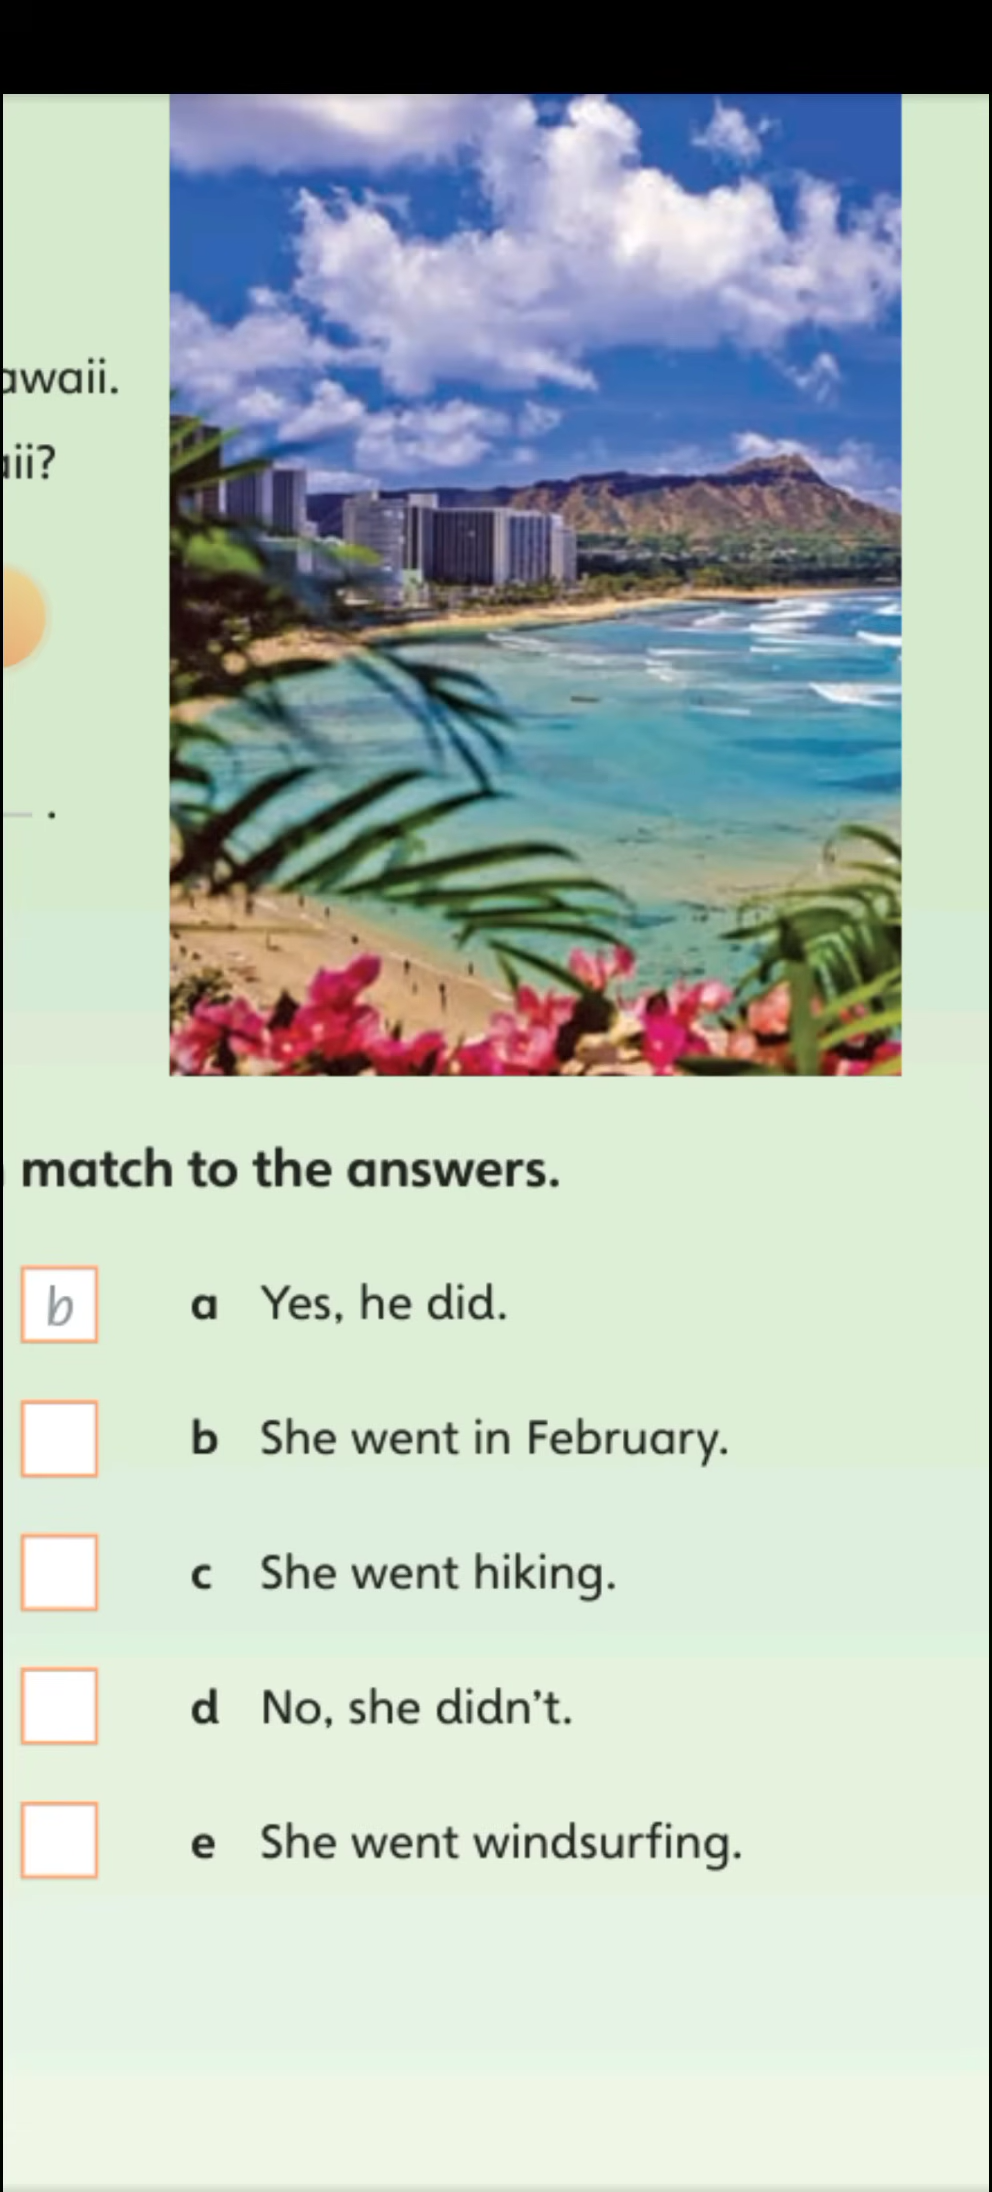 awaii.
aii?
.
match to the answers.
b
a Yes, he did.
b She went in February.
c She went hiking.
d No, she didn't.
e She went windsurfing.